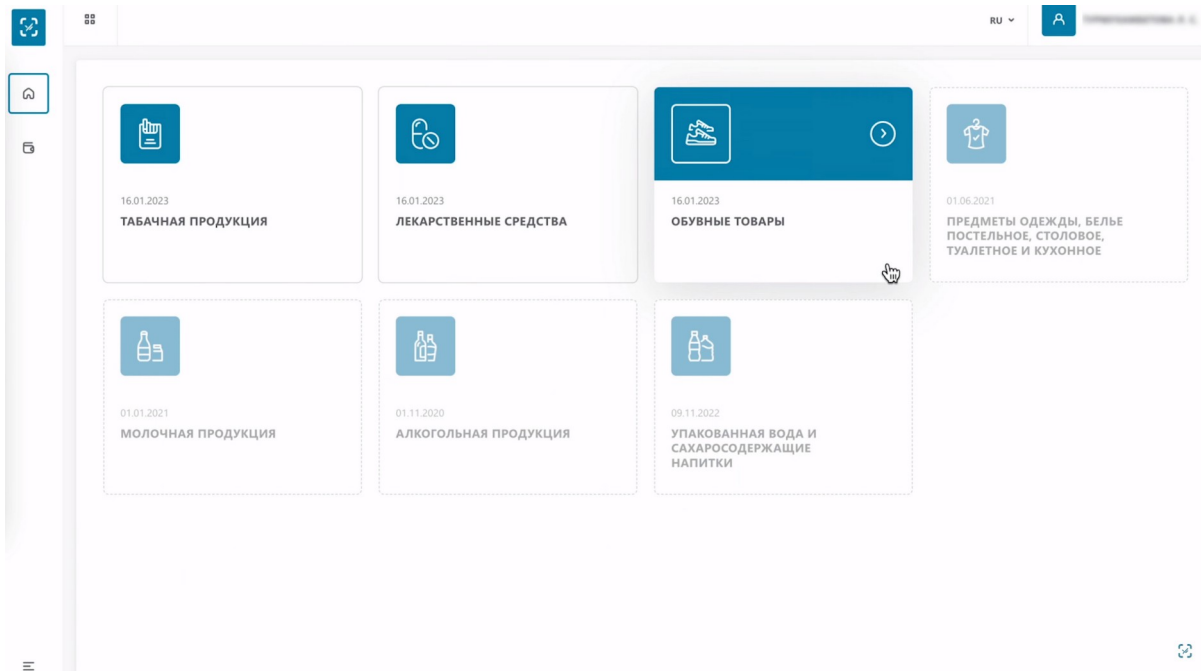 RU
16.01.2023
ТАБАЧНАЯ ПРОДУКЦИЯ
16.01.2023
ЛЕКАРСТВЕННЫЕ СРЕДСТВА
16.01.2023
ОБУВНЫЕ ТОВАРЫ
01.06.2021
ПРЕДМЕТЫ ОДЕЖДЫ, БЕЛЬЕ
ПОСТЕЛЬНОЕ, СТОЛОВОЕ,
ТУАЛЕТНОЕ И КУХОННОЕ
01.01.2021
МОЛОЧНАЯ ПРОДУКЦИЯ
01.11.2020
АЛКОГОЛЬНАЯ ПРОДУКЦИЯ
09.11.2022
УПАКОВАННАЯ ВОДА И
САХАРОСОДЕРЖАЩИЕ
НАПИТКИ